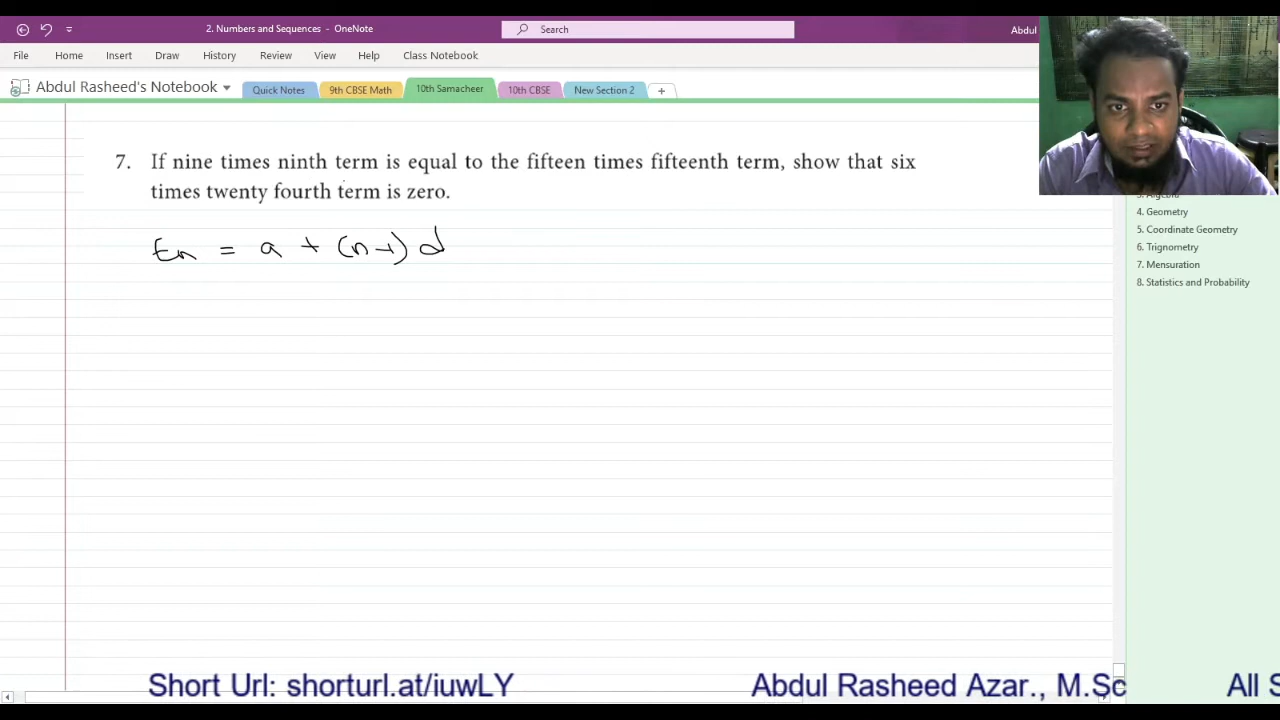 2. Numbers and Sequences - OneNote
Search
Abdul
File Home Insert Draw History Review View Help Class Notebook
Abdul Rasheed's Notebook
Quick Notes
9th CBSE Math
10th Samacheer
10th CBSE
New Section 2
7. If nine times ninth term is equal to the fifteen times fifteenth term, show that six
times twenty fourth term is zero.
tn = a + (n-1) d
3. Algebra
4. Geometry
5. Coordinate Geometry
6. Trignometry
7. Mensuration
8. Statistics and Probability
Short Url: shorturl.at/iuwLY
Abdul Rasheed Azar., M.Sc
All S